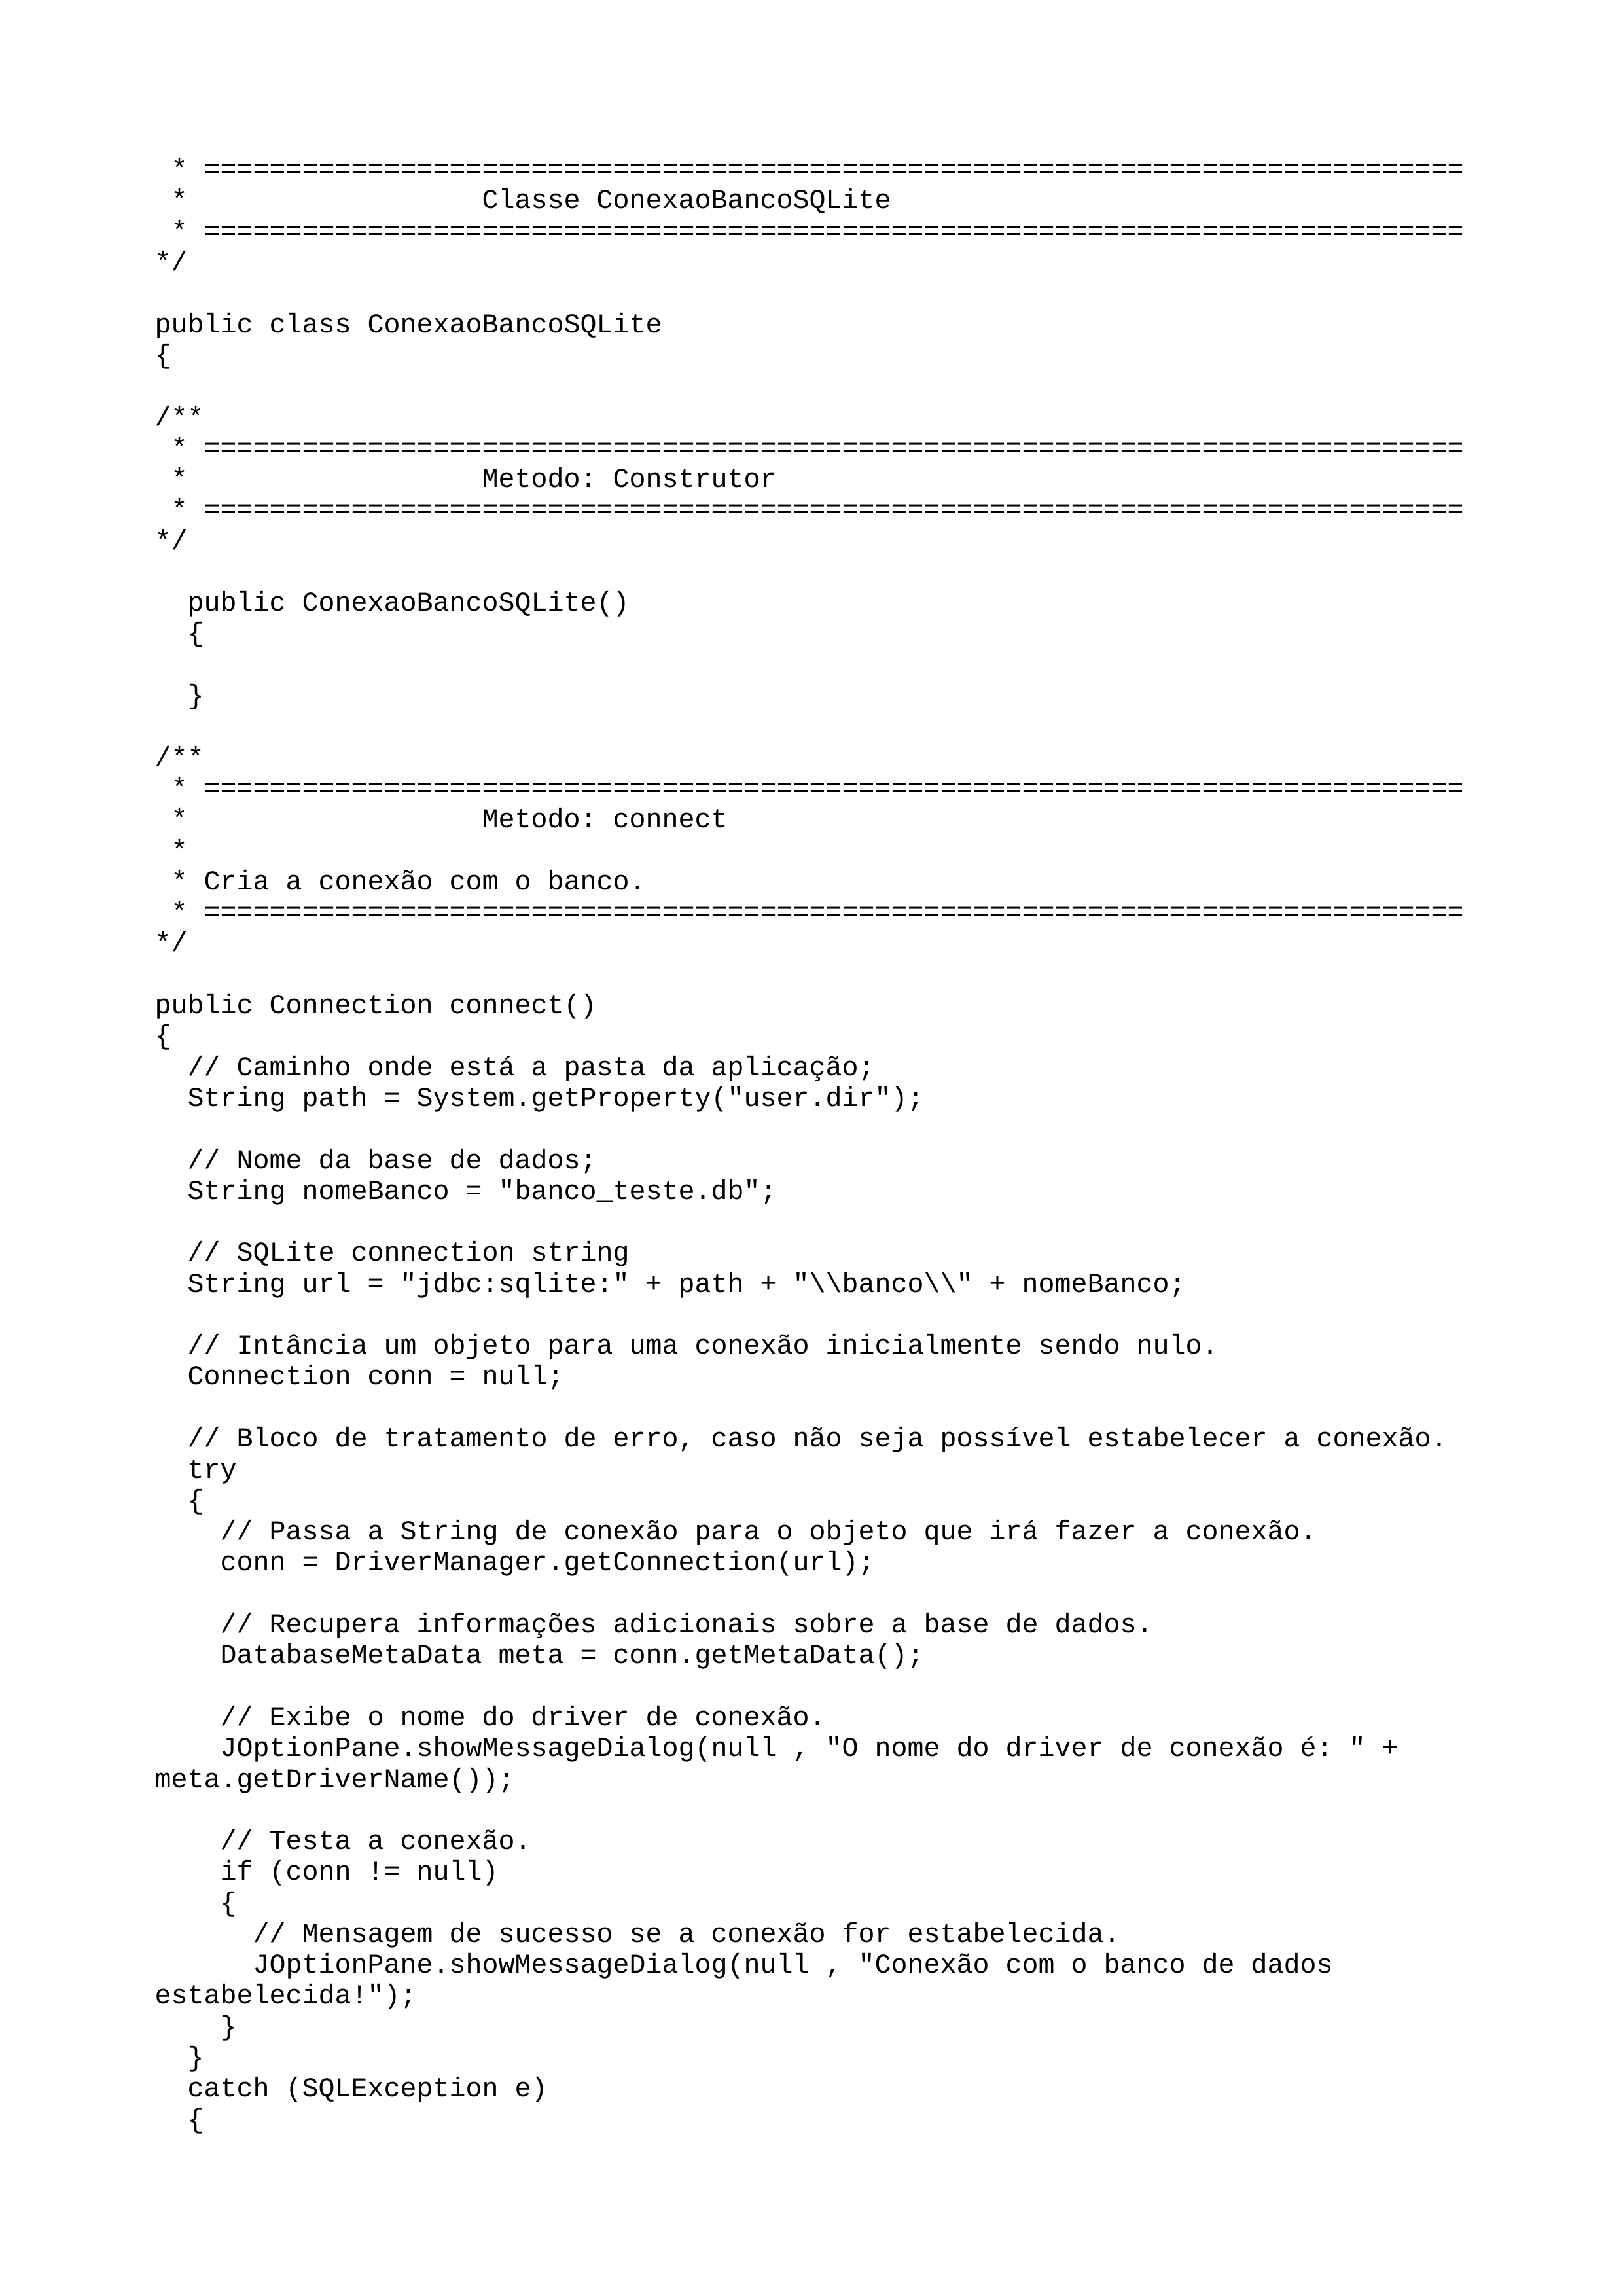 * =============================================================================
 *                  Classe ConexaoBancoSQLite
 * =============================================================================
*/

public class ConexaoBancoSQLite
{

/**
 * =============================================================================
 *                  Metodo: Construtor
 * =============================================================================
*/

  public ConexaoBancoSQLite()
  {

  }

/**
 * =============================================================================
 *                  Metodo: connect
 *
 * Cria a conexão com o banco.
 * =============================================================================
*/

public Connection connect()
{
  // Caminho onde está a pasta da aplicação;
  String path = System.getProperty("user.dir");

  // Nome da base de dados;
  String nomeBanco = "banco_teste.db";

  // SQLite connection string
  String url = "jdbc:sqlite:" + path + "\\banco\\" + nomeBanco;

  // Intância um objeto para uma conexão inicialmente sendo nulo.
  Connection conn = null;

  // Bloco de tratamento de erro, caso não seja possível estabelecer a conexão.
  try
  {
    // Passa a String de conexão para o objeto que irá fazer a conexão.
    conn = DriverManager.getConnection(url);

    // Recupera informações adicionais sobre a base de dados.
    DatabaseMetaData meta = conn.getMetaData();

    // Exibe o nome do driver de conexão.
    JOptionPane.showMessageDialog(null , "O nome do driver de conexão é: " +
meta.getDriverName());

    // Testa a conexão.
    if (conn != null)
    {
      // Mensagem de sucesso se a conexão for estabelecida.
      JOptionPane.showMessageDialog(null , "Conexão com o banco de dados
estabelecida!");
    }
  }
  catch (SQLException e)
  {